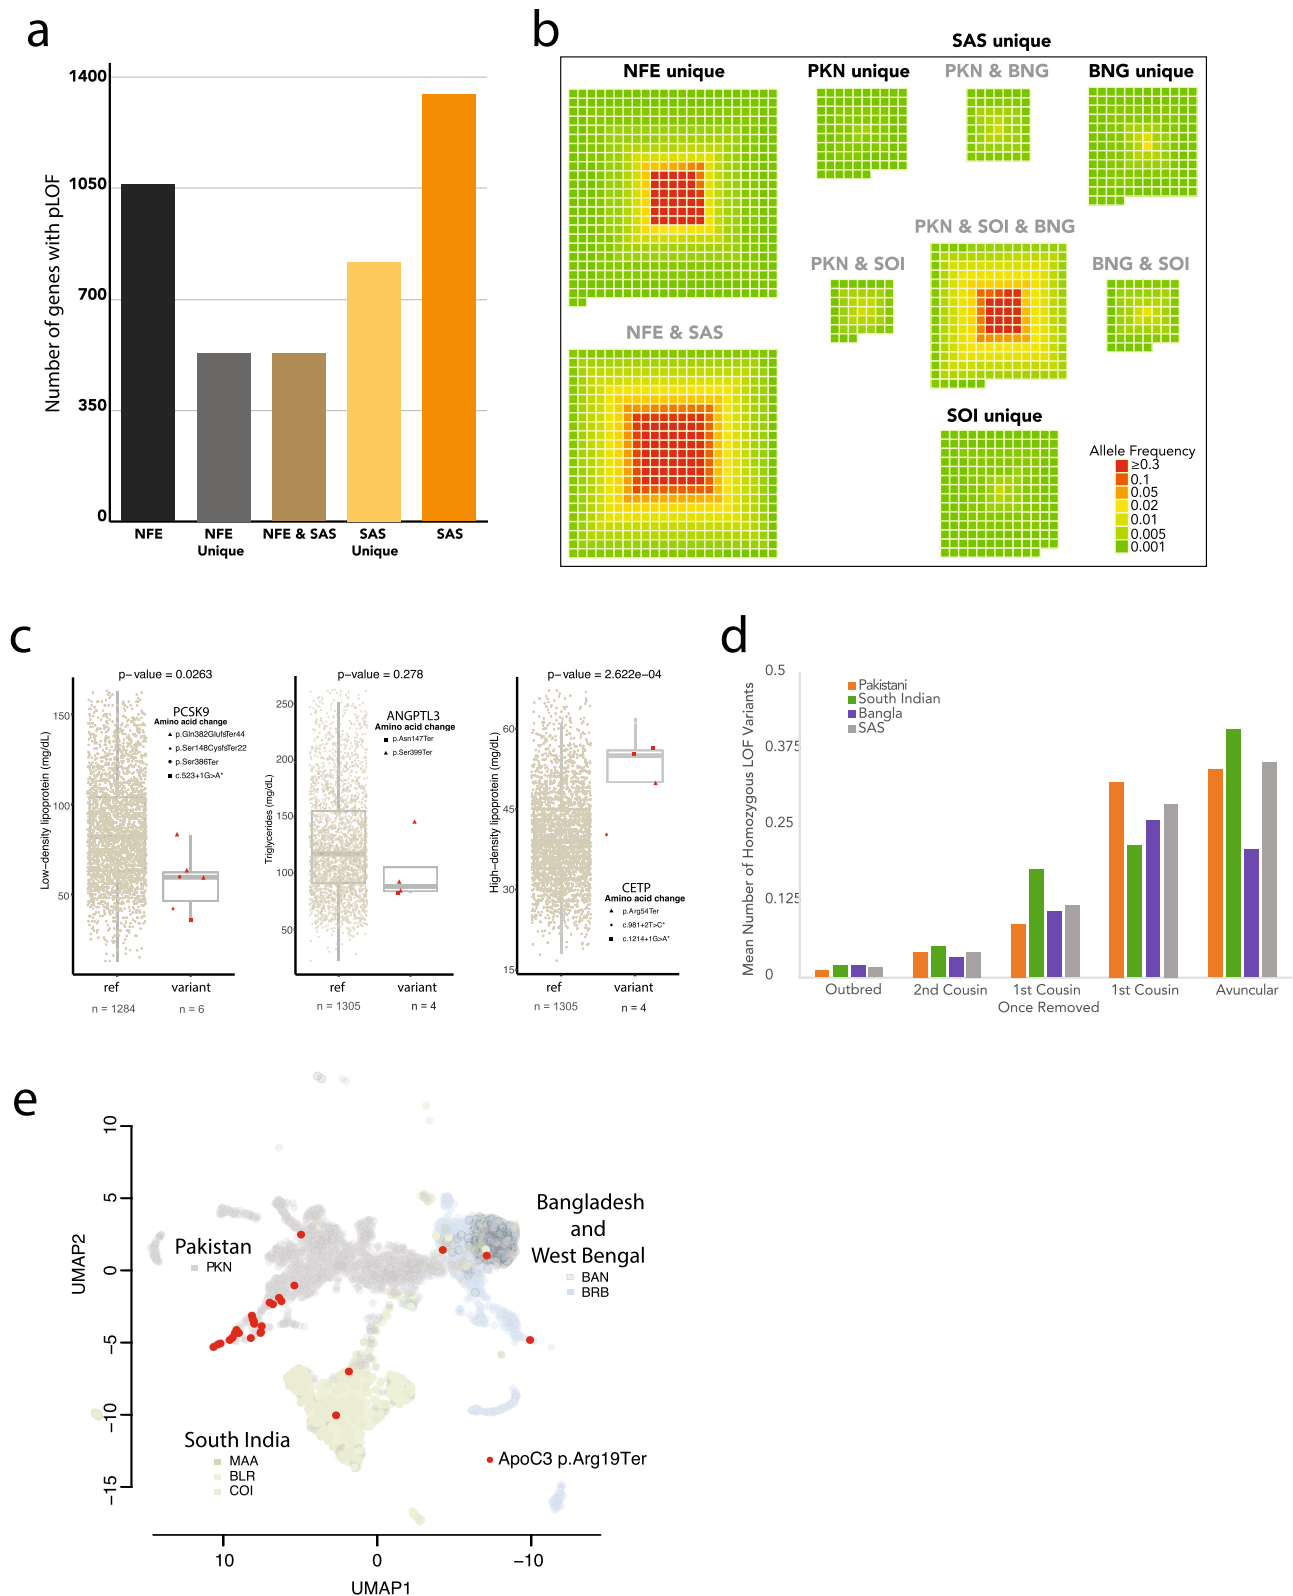 a
Number of genes with pLOF
1400
1050
700
350
0
NFE
NFE
Unique
NFE & SAS
SAS
Unique
SAS
b
SAS unique
NFE unique
PKN unique
PKN & BNG
BNG unique
PKN & SOI & BNG
PKN & SOI
BNG & SOI
NFE & SAS
SOI unique
Allele Frequency
≥0.3
0.1
0.05
0.02
0.01
0.005
0.001
c
p-value = 0.0263
Low-density lipoprotein (mg/dL)
150
100
50
PCSK9
Amino acid change
p.Gln382GlufsTer44
p.Ser148CysfsTer22
p.Ser386Ter
c.523+1G>A*
ref
variant
n = 1284
n = 6
p-value = 0.278
Triglycerides (mg/dL)
250
200
150
100
50
ANGPTL3
Amino acid change
p.Asn147Ter
p.Ser399Ter
ref
variant
n = 1305
n = 4
p-value = 2.622e-04
High-density lipoprotein (mg/dL)
60
45
30
15
CETP
Amino acid change
p.Arg54Ter
c.981+2T>C*
c.1214+1G>A*
ref
variant
n = 1305
n = 4
d
Mean Number of Homozygous LOF Variants
0.5
0.375
0.25
0.125
0
Pakistani
South Indian
Bangla
SAS
Outbred
2nd Cousin
1st Cousin
Once Removed
1st Cousin
Avuncular
e
UMAP2
10
5
0
−5
−10
−15
Pakistan
PKN
Bangladesh
and
West Bengal
BAN
BRB
South India
MAA
BLR
COI
ApoC3 p.Arg19Ter
10
0
−10
UMAP1